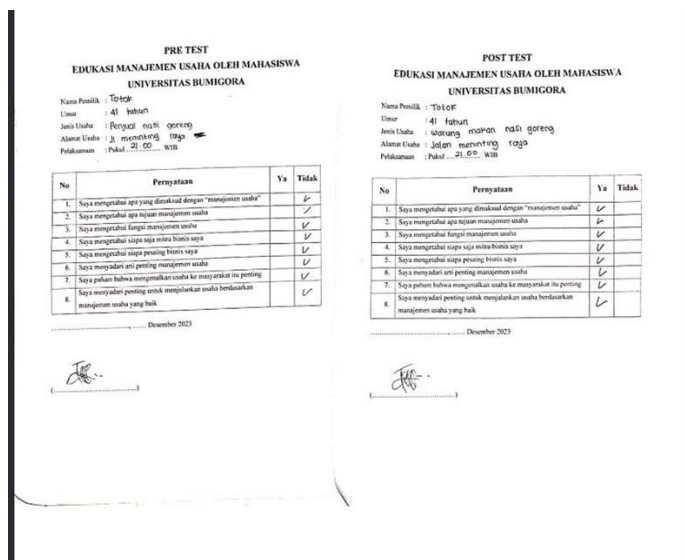 PRE TEST
EDUKASI MANAJEMEN USAHA OLEH MAHASISWA
UNIVERSITAS BUMIGORA
Nama Pemilik : Totok
Umur : 41 tahun
Jenis Usaha : Penjual nasi goreng
Alamat Usaha : Jl meninting raya
Pelaksanaan : Pukul 21.00 WIB
No Pernyataan Ya Tidak
1. Saya mengetahui apa yang dimaksud dengan "manajemen usaha" ✓
2. Saya mengetahui apa tujuan manajemen usaha ✓
3. Saya mengetahui fungsi manajemen usaha ✓
4. Saya mengetahui siapa saja mitra bisnis saya ✓
5. Saya mengetahui siapa pesaing bisnis saya ✓
6. Saya menyadari arti penting manajemen usaha ✓
7. Saya paham bahwa mengenalkan usaha ke masyarakat itu penting ✓
8. Saya menyadari penting untuk menjalankan usaha berdasarkan
manajemen usaha yang baik ✓
............................, ...... Desember 2023
(..............................)
POST TEST
EDUKASI MANAJEMEN USAHA OLEH MAHASISWA
UNIVERSITAS BUMIGORA
Nama Pemilik : Totok
Umur : 41 tahun
Jenis Usaha : warung makan nasi goreng
Alamat Usaha : Jalan meninting raya
Pelaksanaan : Pukul 21.00 WIB
No Pernyataan Ya Tidak
1. Saya mengetahui apa yang dimaksud dengan "manajemen usaha" ✓
2. Saya mengetahui apa tujuan manajemen usaha ✓
3. Saya mengetahui fungsi manajemen usaha ✓
4. Saya mengetahui siapa saja mitra bisnis saya ✓
5. Saya mengetahui siapa pesaing bisnis saya ✓
6. Saya menyadari arti penting manajemen usaha ✓
7. Saya paham bahwa mengenalkan usaha ke masyarakat itu penting ✓
8. Saya menyadari penting untuk menjalankan usaha berdasarkan
manajemen usaha yang baik ✓
............................, ...... Desember 2023
(..............................)